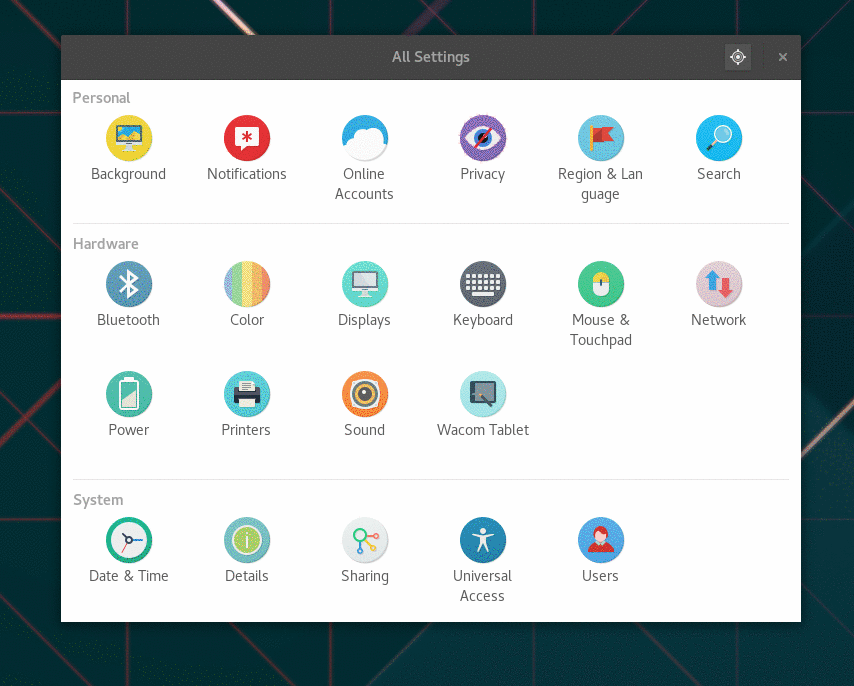 All Settings
Personal
Background
Notifications
Online
Accounts
Privacy
Region & Lan
guage
Search
Hardware
Bluetooth
Color
Displays
Keyboard
Mouse &
Touchpad
Network
Power
Printers
Sound
Wacom Tablet
System
Date & Time
Details
Sharing
Universal
Access
Users